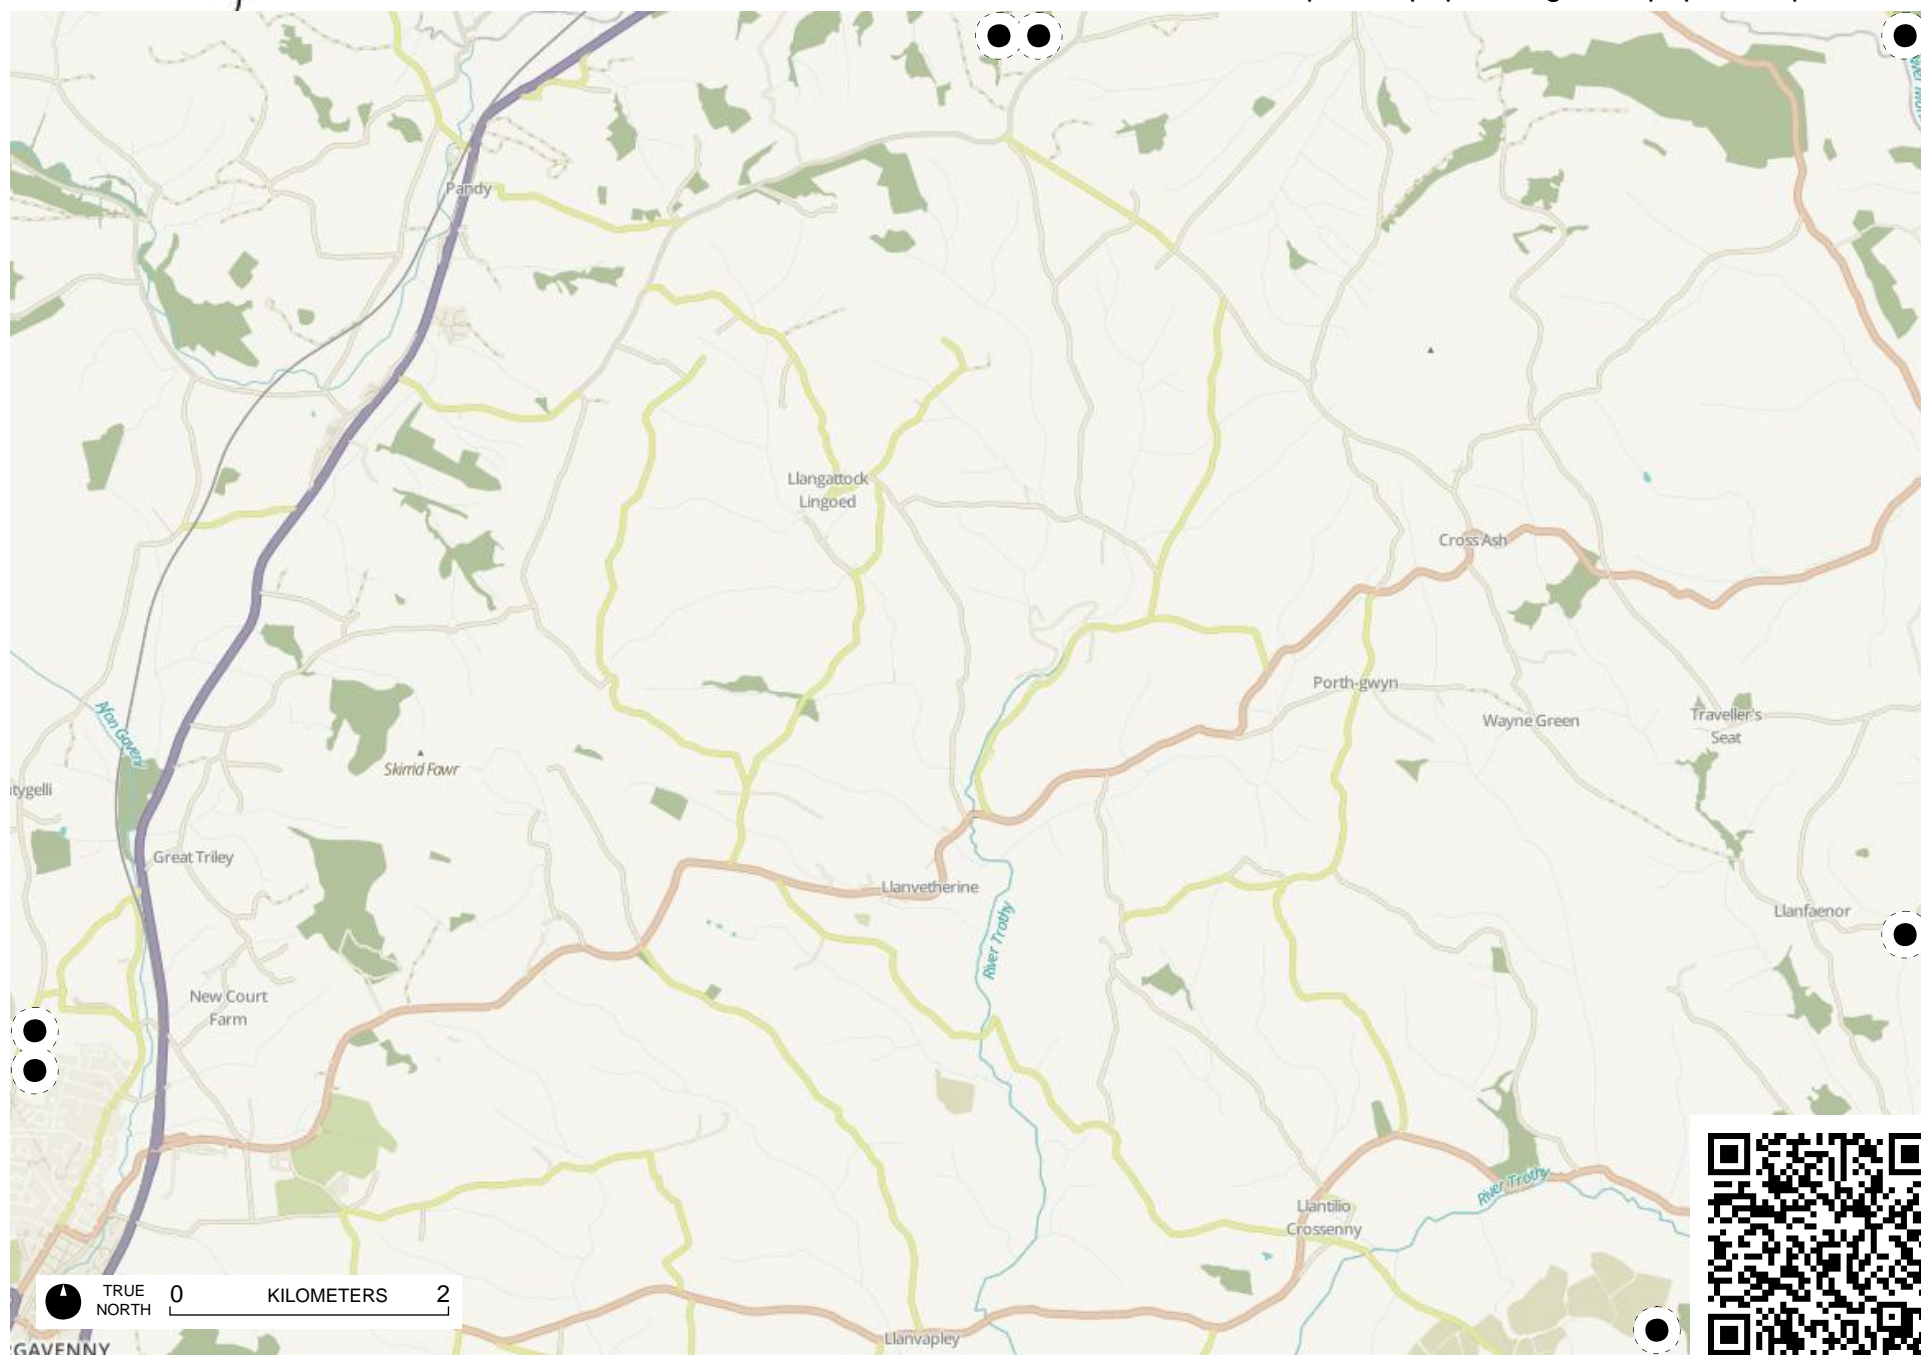 Pandy
Llangattock
Lingoed
Cross Ash
Porth-gwyn
Wayne Green
Traveller's
Seat
Afon Gavenny
Skirrid Fawr
tygelli
Great Triley
Llanvetherine
River Trothy
Llanfaenor
New Court
Farm
River Trothy
Llantilio
Crossenny
TRUE
NORTH
0 KILOMETERS 2
Llanvapley
GAVENNY